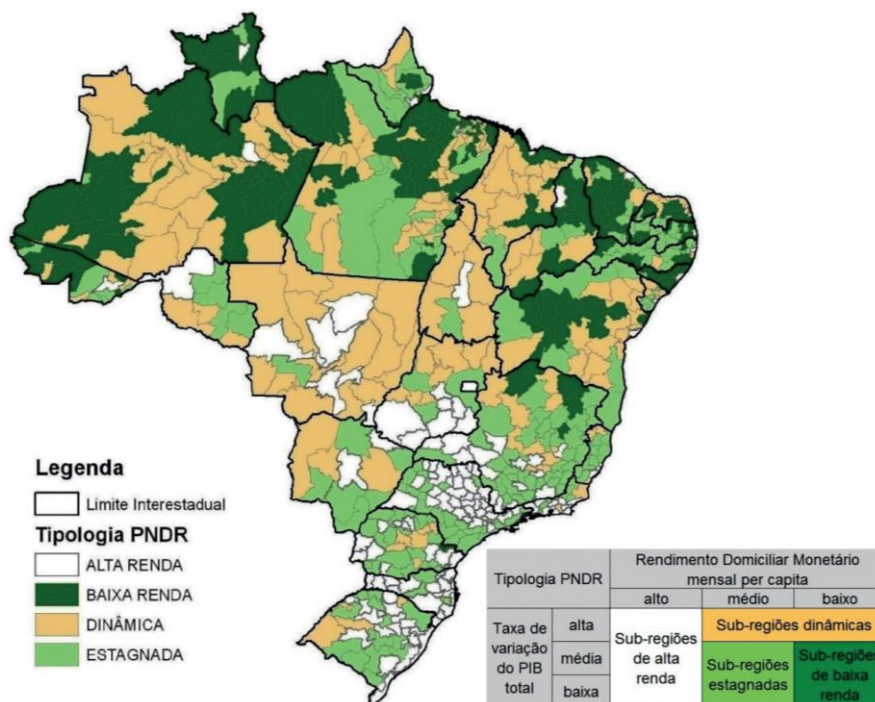 Legenda
Limite Interestadual
Tipologia PNDR
ALTA RENDA
BAIXA RENDA
DINÂMICA
ESTAGNADA
Tipologia PNDR
Rendimento Domiciliar Monetário
mensal per capita
alto
médio
baixo
Taxa de
variação
do PIB
total
alta
média
baixa
Sub-regiões
de alta
renda
Sub-regiões dinâmicas
Sub-regiões
estagnadas
Sub-regiões
de baixa
renda